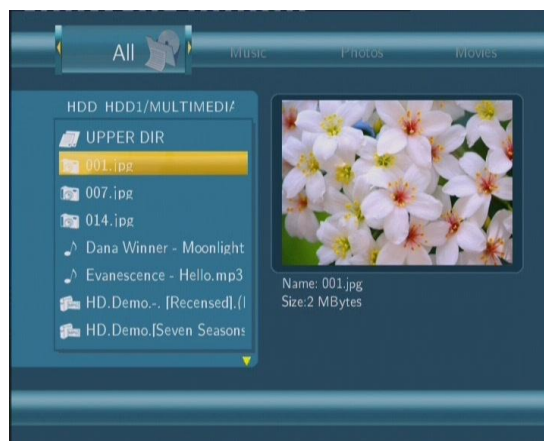 All Music Photos Movies
HDD HDD1/MULTIMEDIA
UPPER DIR
001.jpg
007.jpg
014.jpg
Dana Winner - Moonlight
Evanescence - Hello.mp3
HD.Demo.-. [Recensed].(
HD.Demo.[Seven Seasons
Name: 001.jpg
Size:2 MBytes